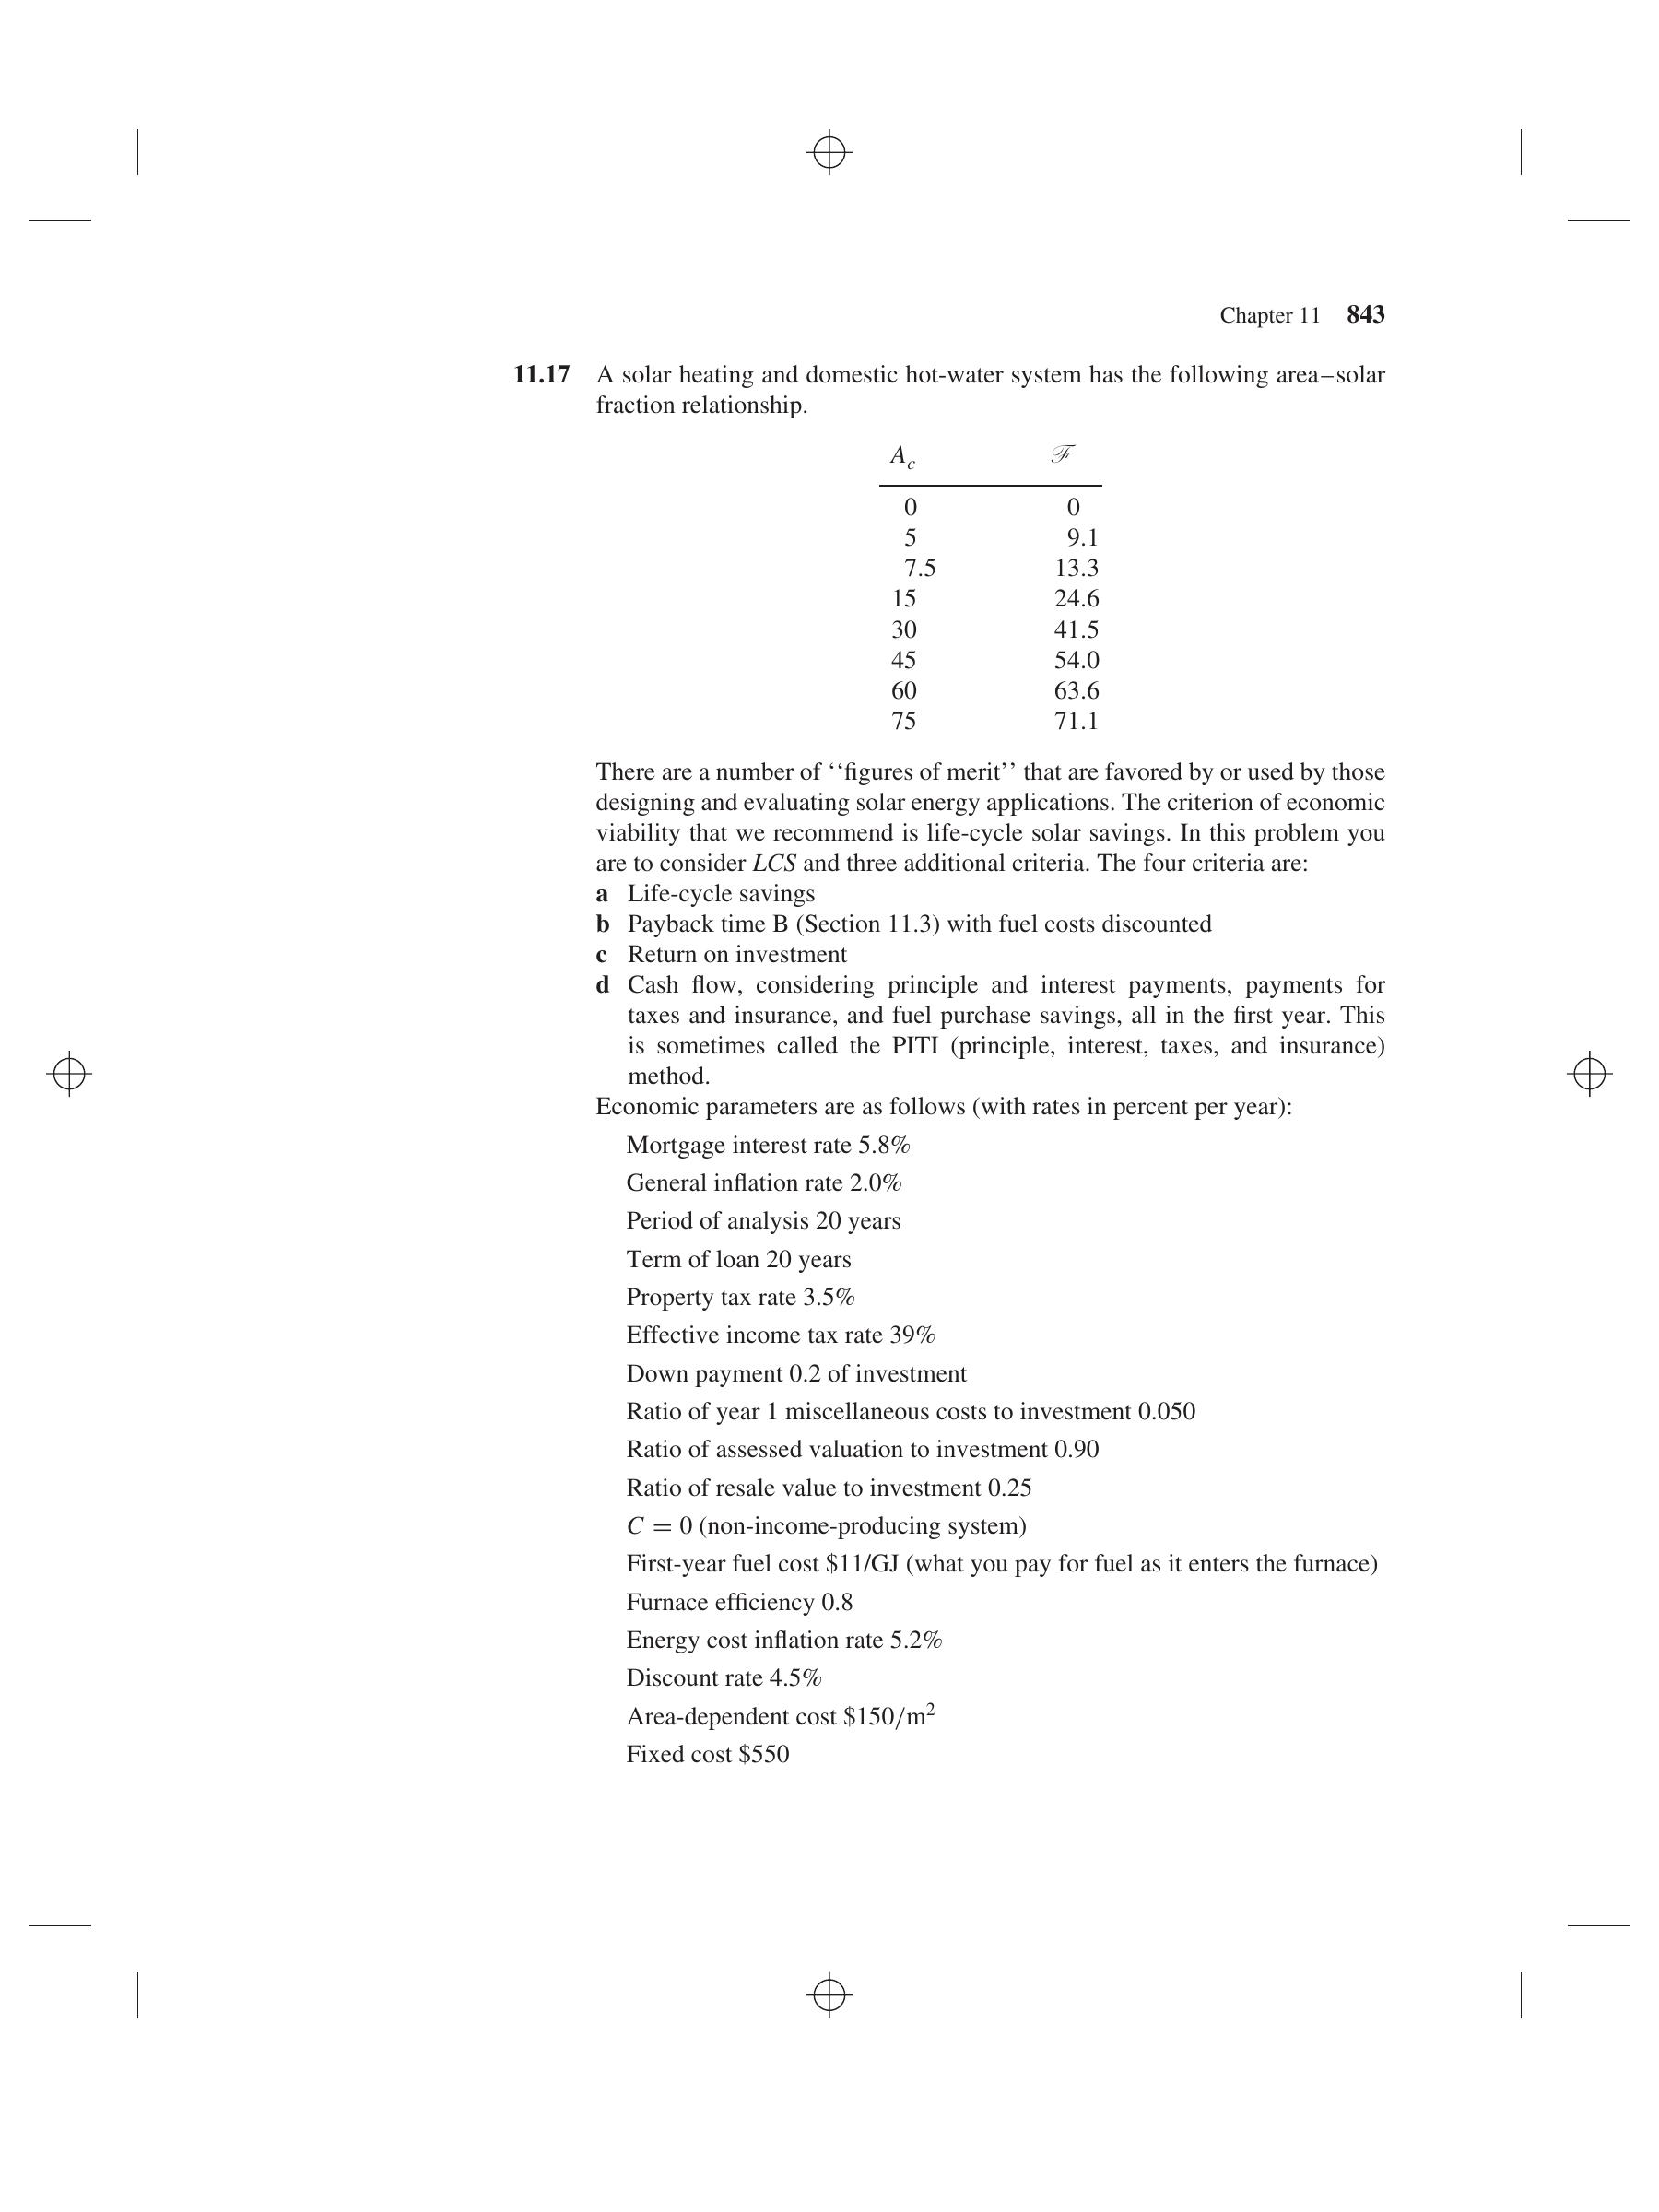 Chapter 11 843
11.17 A solar heating and domestic hot-water system has the following area–solar
fraction relationship.
A_c ℱ
0 0
5 9.1
7.5 13.3
15 24.6
30 41.5
45 54.0
60 63.6
75 71.1
There are a number of ‘‘figures of merit’’ that are favored by or used by those
designing and evaluating solar energy applications. The criterion of economic
viability that we recommend is life-cycle solar savings. In this problem you
are to consider LCS and three additional criteria. The four criteria are:
a Life-cycle savings
b Payback time B (Section 11.3) with fuel costs discounted
c Return on investment
d Cash flow, considering principle and interest payments, payments for
taxes and insurance, and fuel purchase savings, all in the first year. This
is sometimes called the PITI (principle, interest, taxes, and insurance)
method.
Economic parameters are as follows (with rates in percent per year):
Mortgage interest rate 5.8%
General inflation rate 2.0%
Period of analysis 20 years
Term of loan 20 years
Property tax rate 3.5%
Effective income tax rate 39%
Down payment 0.2 of investment
Ratio of year 1 miscellaneous costs to investment 0.050
Ratio of assessed valuation to investment 0.90
Ratio of resale value to investment 0.25
C = 0 (non-income-producing system)
First-year fuel cost $11/GJ (what you pay for fuel as it enters the furnace)
Furnace efficiency 0.8
Energy cost inflation rate 5.2%
Discount rate 4.5%
Area-dependent cost $150/m²
Fixed cost $550